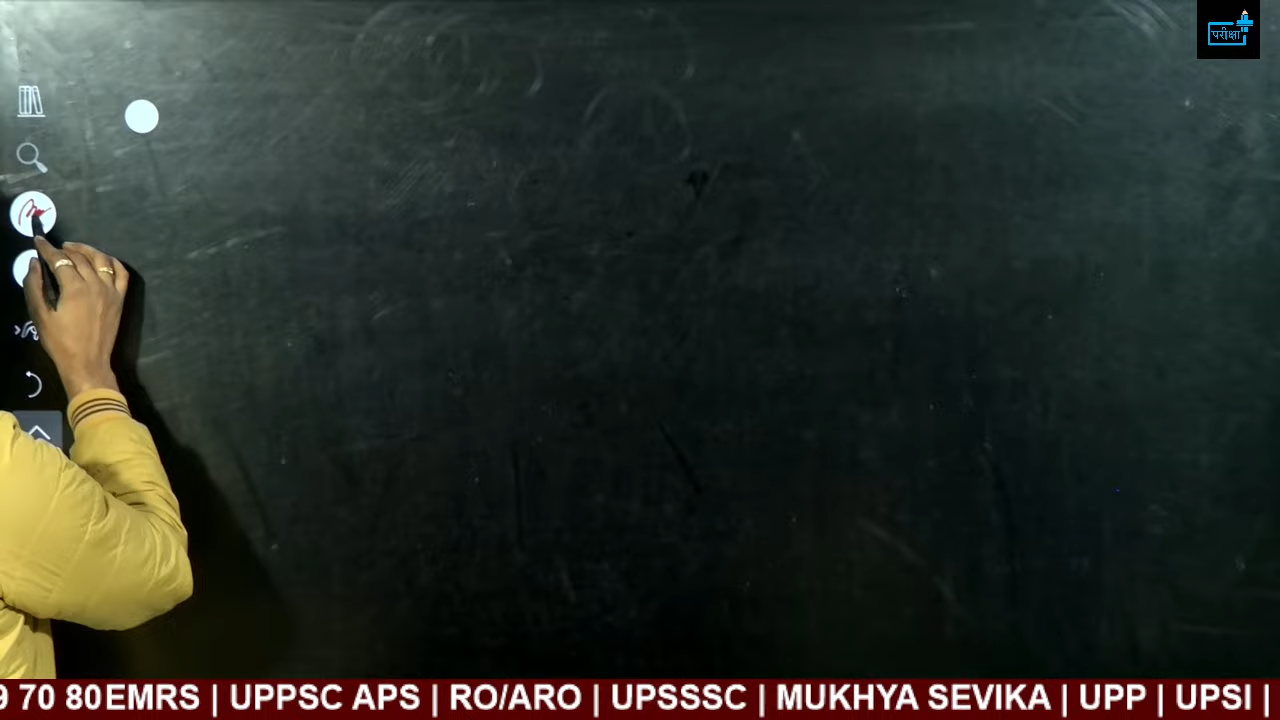 परीक्षा
9 70 80EMRS | UPPSC APS | RO/ARO | UPSSSC | MUKHYA SEVIKA | UPP | UPSI |